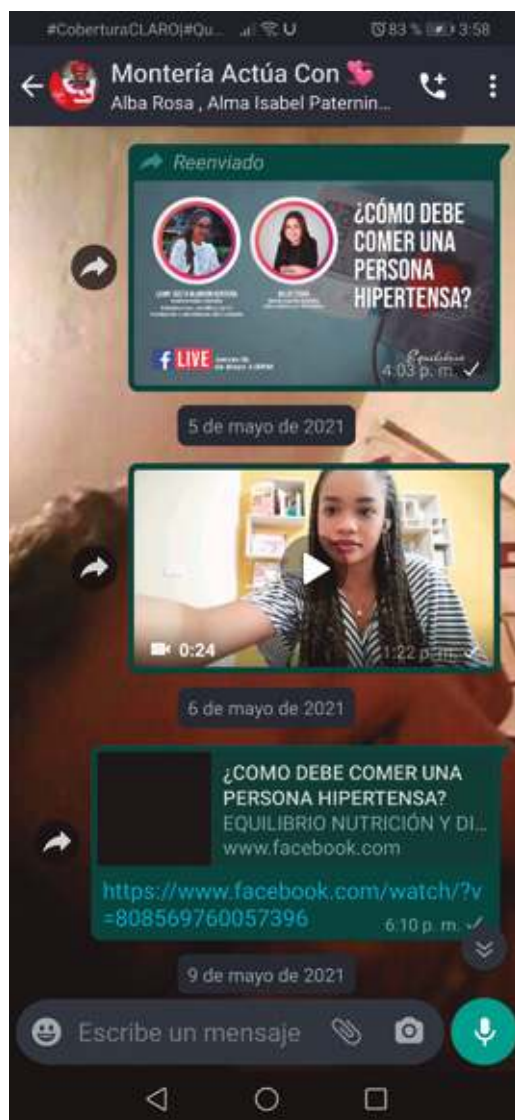 #CoberturaCLARO|#Qu...
83 % 3:58
Montería Actúa Con
Alba Rosa , Alma Isabel Paternin...
Reenviado
¿CÓMO DEBE
COMER UNA
PERSONA
HIPERTENSA?
f LIVE
Equilibrio
4:03 p. m.
5 de mayo de 2021
0:24
1:22 p. m.
6 de mayo de 2021
¿COMO DEBE COMER UNA
PERSONA HIPERTENSA?
EQUILIBRIO NUTRICIÓN Y DI...
www.facebook.com
https://www.facebook.com/watch/?v
=808569760057396
6:10 p. m.
9 de mayo de 2021
Escribe un mensaje